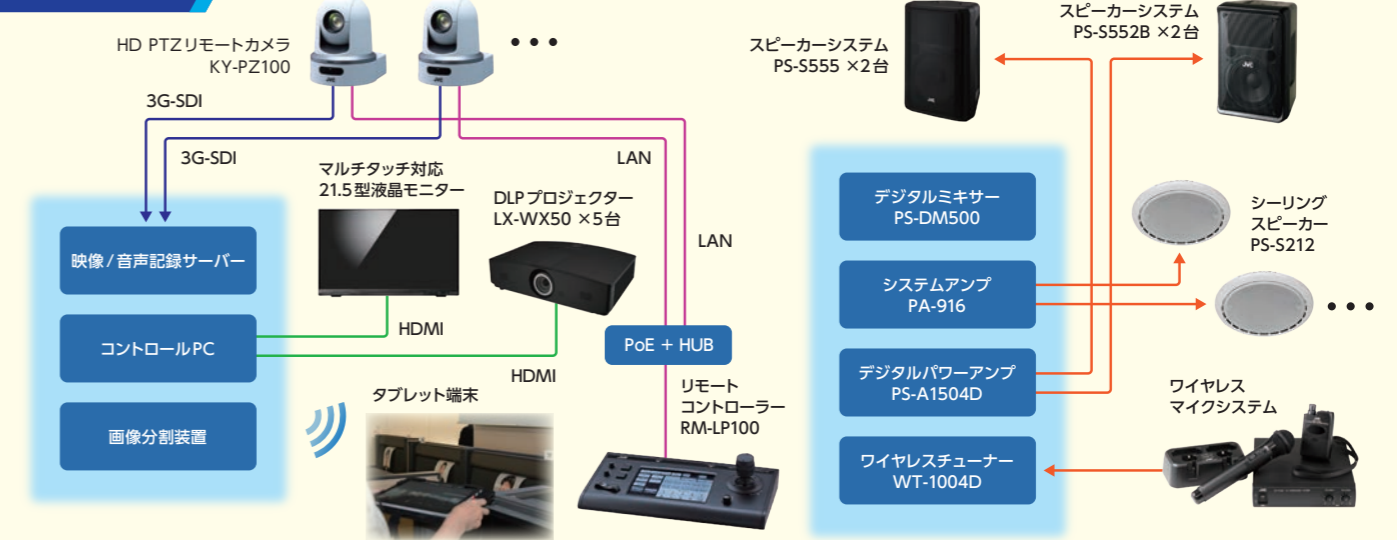 HD PTZリモートカメラ
KY-PZ100
3G-SDI
3G-SDI
LAN
LAN
マルチタッチ対応
21.5型液晶モニター
DLPプロジェクター
LX-WX50 ×5台
映像/音声記録サーバー
コントロールPC
画像分割装置
HDMI
HDMI
タブレット端末
PoE + HUB
リモート
コントローラー
RM-LP100
スピーカーシステム
PS-S555 ×2台
スピーカーシステム
PS-S552B ×2台
デジタルミキサー
PS-DM500
システムアンプ
PA-916
デジタルパワーアンプ
PS-A1504D
ワイヤレスチューナー
WT-1004D
シーリング
スピーカー
PS-S212
ワイヤレス
マイクシステム
JVC
JVC
JVC